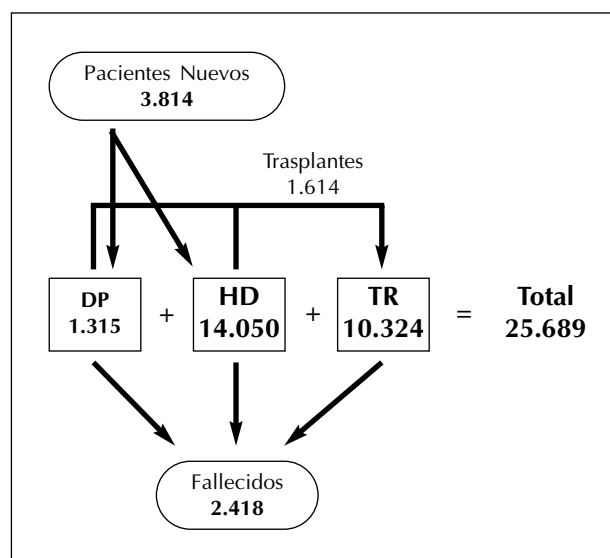 Pacientes Nuevos
3.814
Trasplantes
1.614
DP
1.315
+
HD
14.050
+
TR
10.324
=
Total
25.689
Fallecidos
2.418